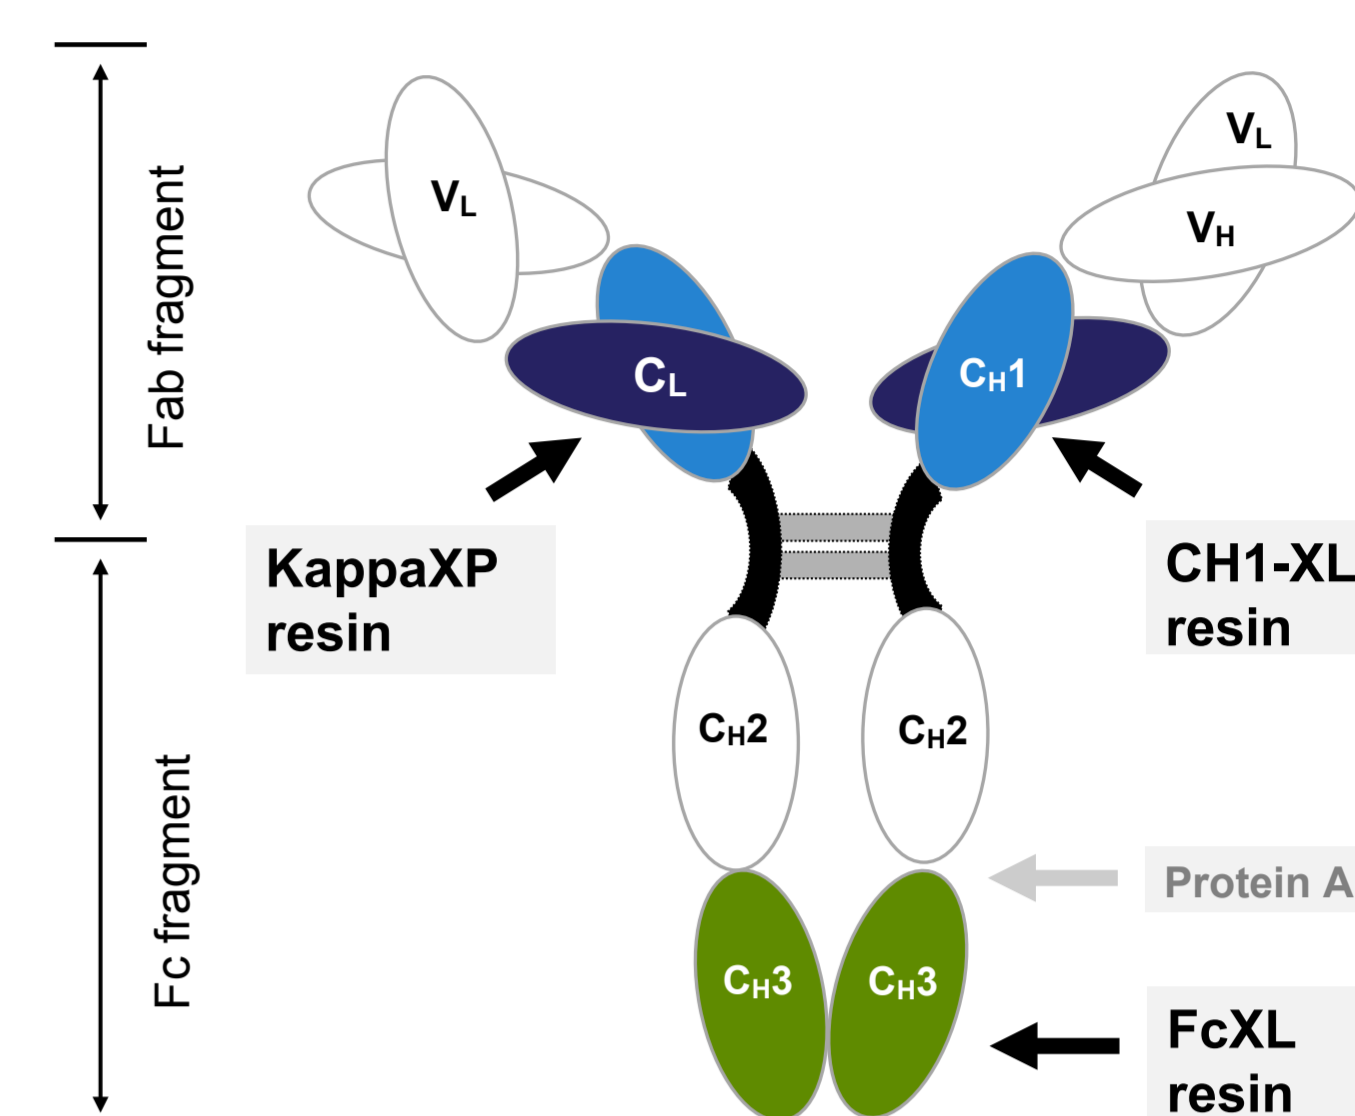 Fab fragment
Fc fragment
VL
VL
VH
CL
CH1
KappaXP
resin
CH1-XL
resin
CH2
CH2
Protein A
CH3
CH3
FcXL
resin